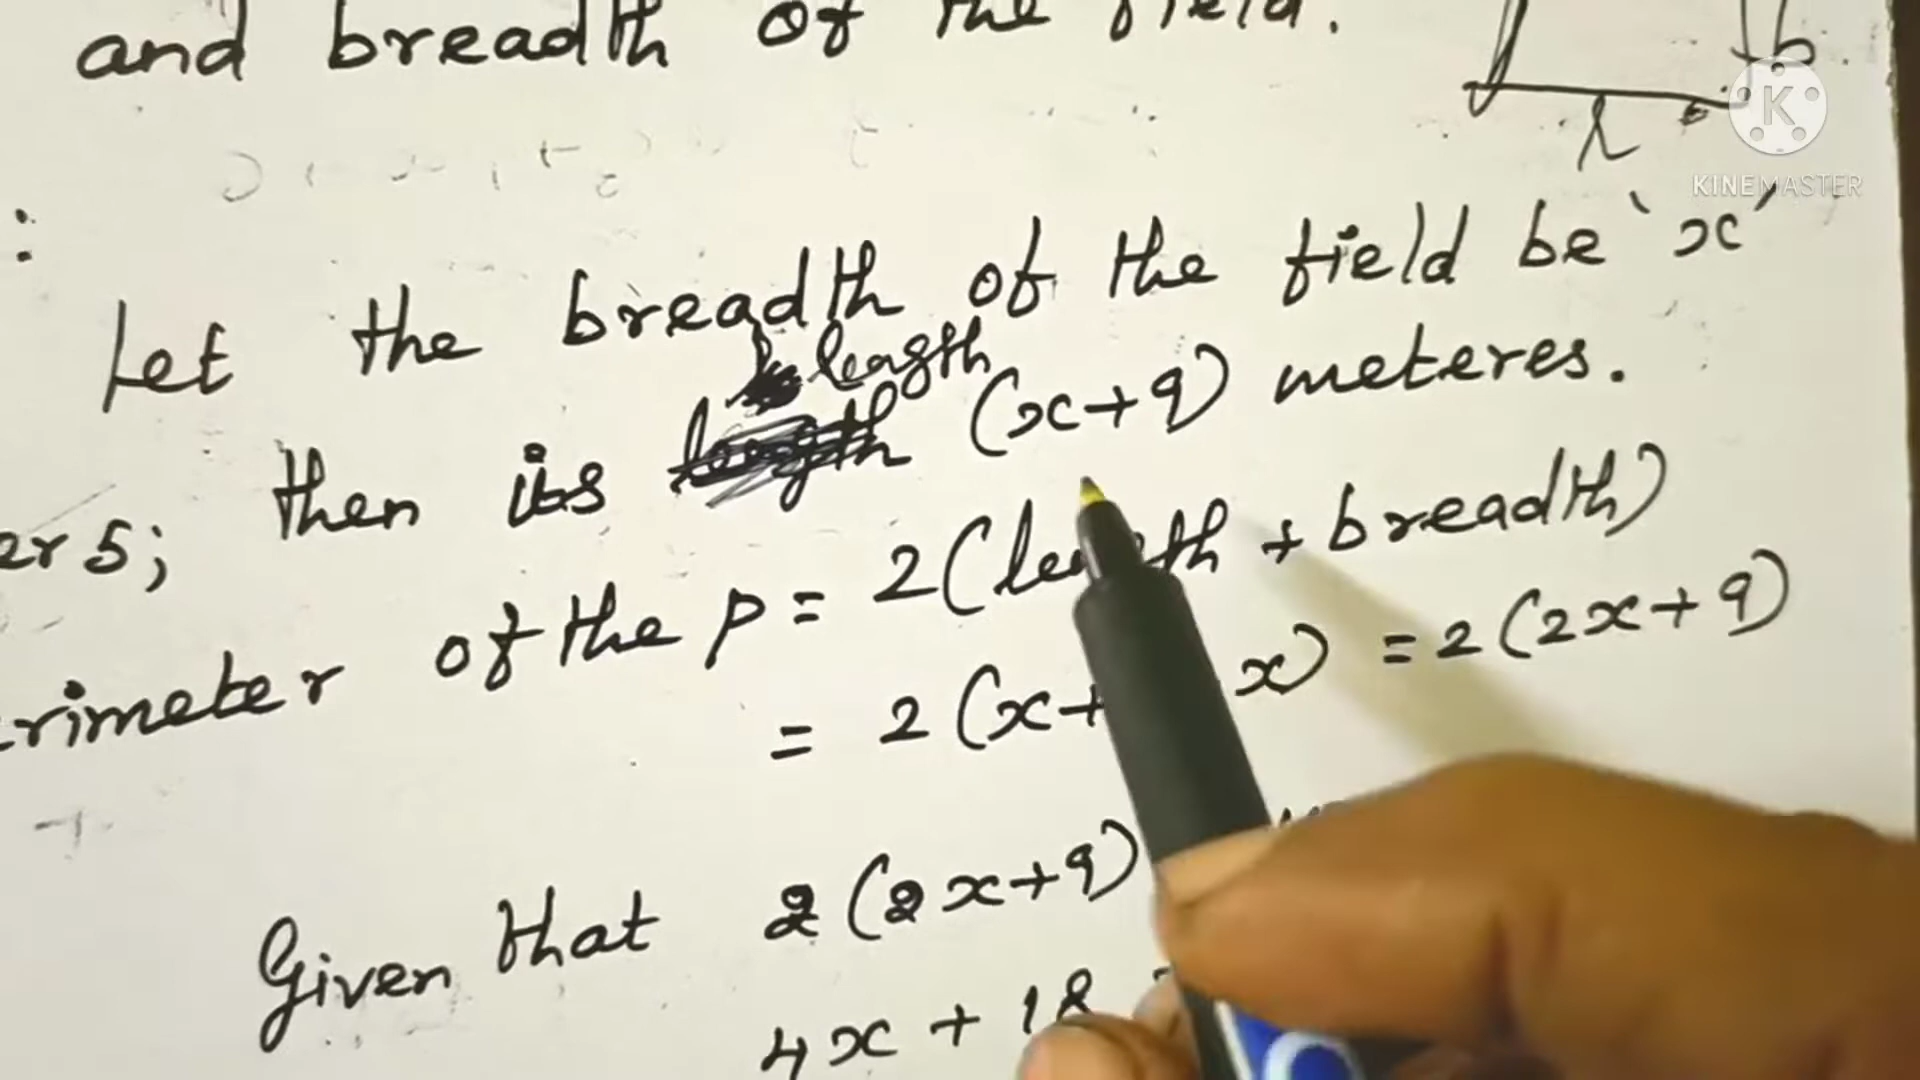 and breadth of the field.
b
l
KINEMASTER
:
Let the breadth of the field be 'x'
length
ers; then its (x+9) meteres.
rimeter of the p = 2(length + breadth)
= 2(x+ x) = 2(2x+9)
Given that 2(2x+9)
4x + 18